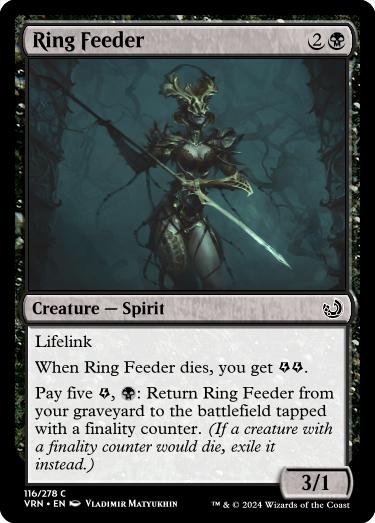 Ring Feeder 2
Creature — Spirit
Lifelink
When Ring Feeder dies, you get .
Pay five , : Return Ring Feeder from
your graveyard to the battlefield tapped
with a finality counter. (If a creature with
a finality counter would die, exile it
instead.)
3/1
116/278 C
VRN • EN Vladimir Matyukhin
™ & © 2024 Wizards of the Coast